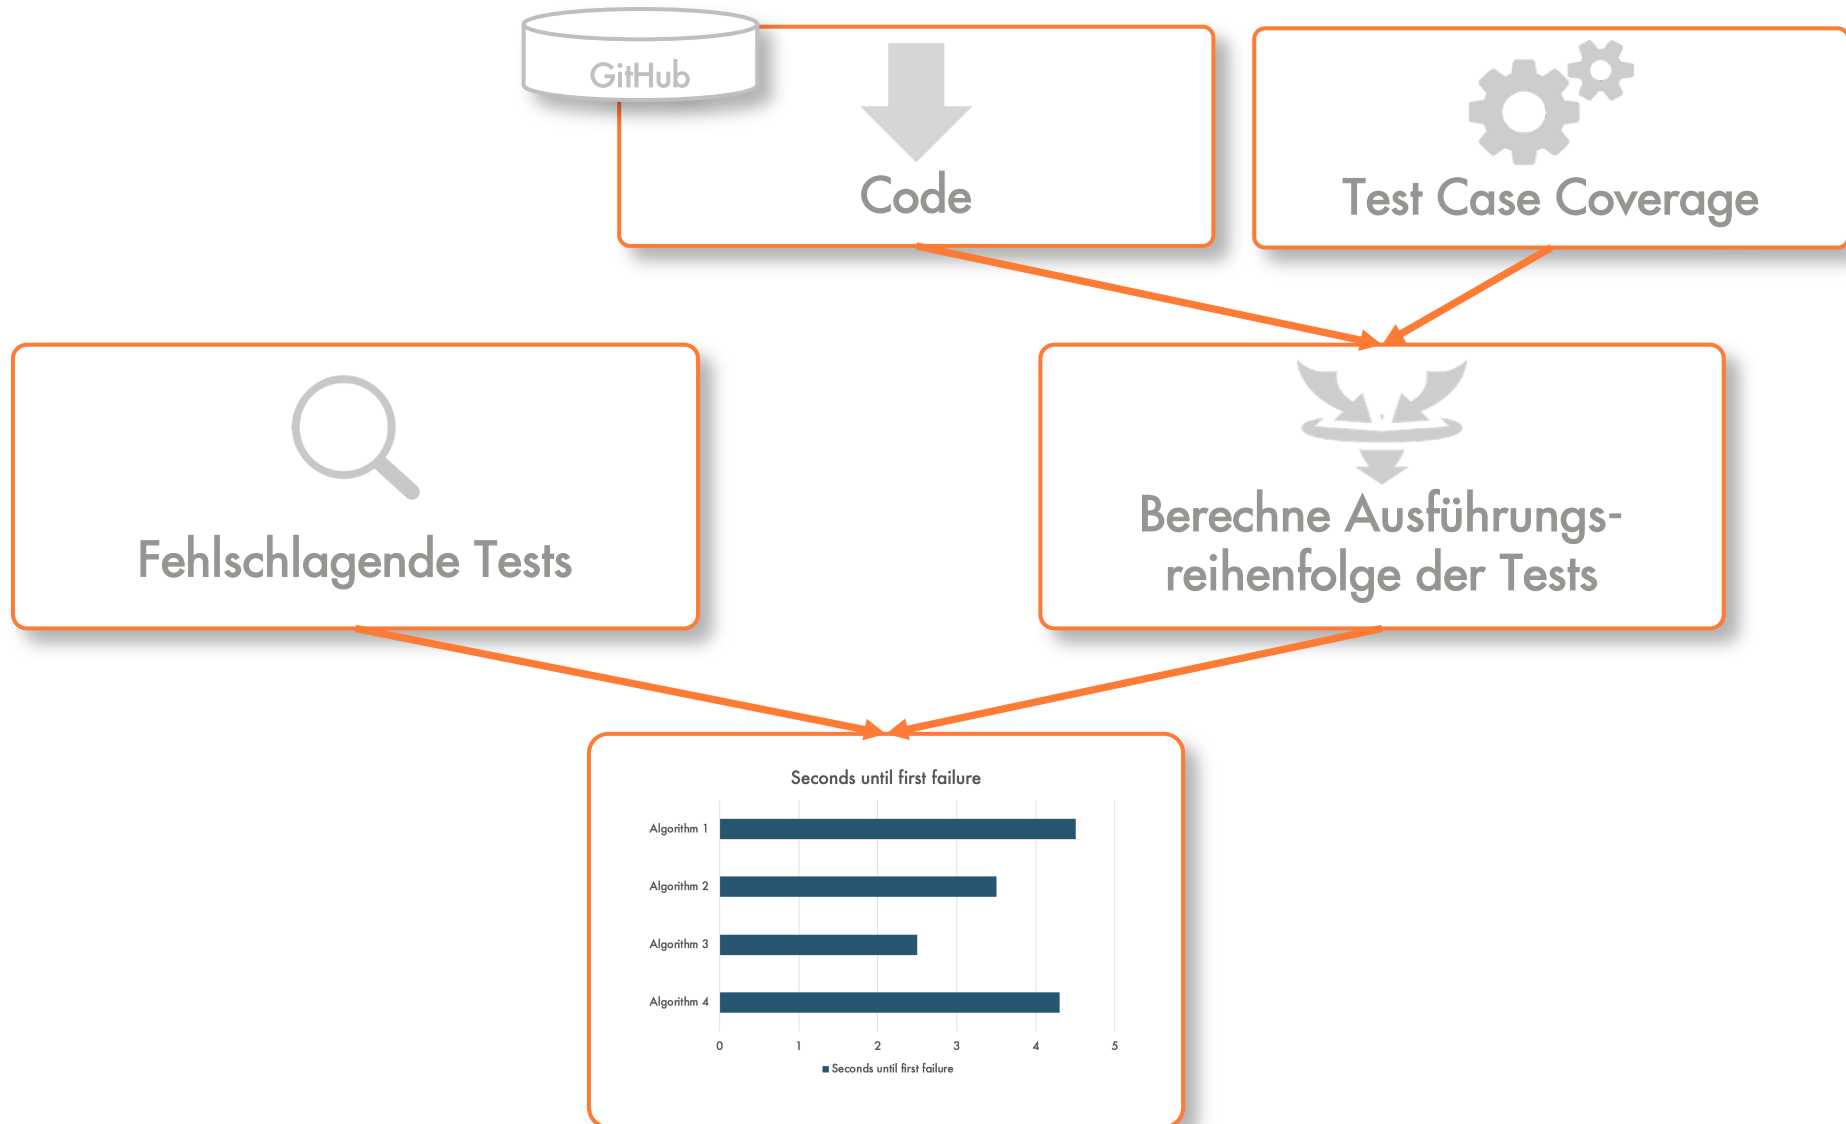 GitHub
Code
Test Case Coverage
Fehlschlagende Tests
Berechne Ausführungs-
reihenfolge der Tests
Seconds until first failure
Algorithm 1
Algorithm 2
Algorithm 3
Algorithm 4
0 1 2 3 4 5
Seconds until first failure